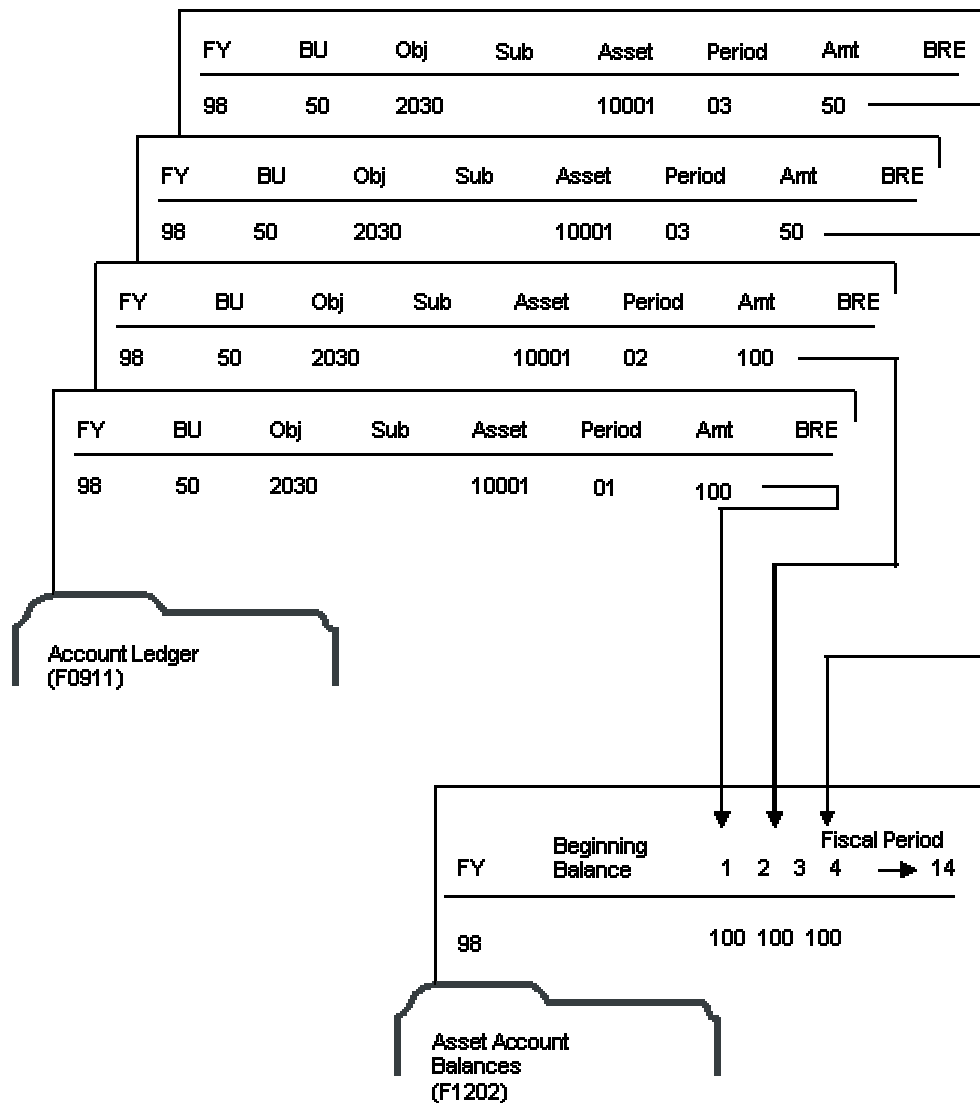 FY BU Obj Sub Asset Period Amt BRE
98 50 2030 10001 03 50
FY BU Obj Sub Asset Period Amt BRE
98 50 2030 10001 03 50
FY BU Obj Sub Asset Period Amt BRE
98 50 2030 10001 02 100
FY BU Obj Sub Asset Period Amt BRE
98 50 2030 10001 01 100
Account Ledger
(F0911)
Fiscal Period
FY Beginning
Balance 1 2 3 4 14
98 100 100 100
Asset Account
Balances
(F1202)